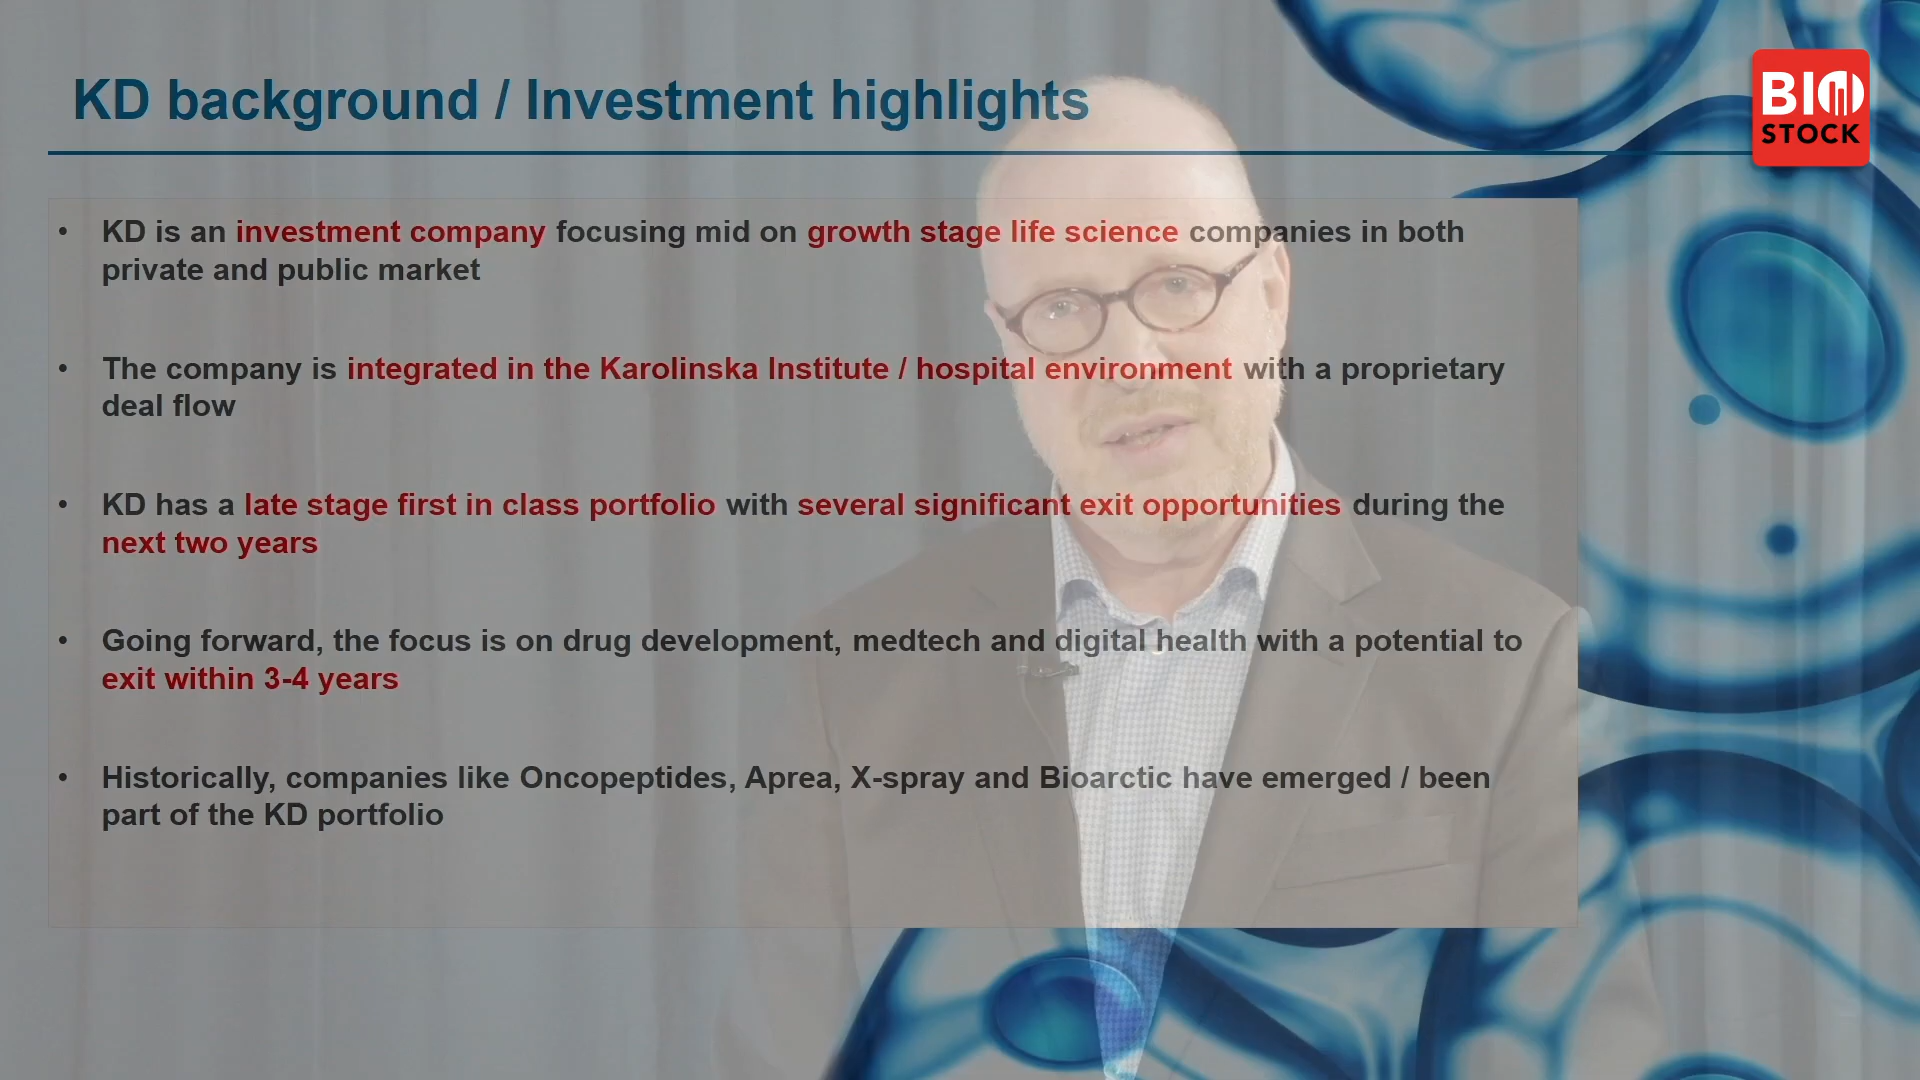 KD background / Investment highlights
BIO
STOCK
• KD is an investment company focusing mid on growth stage life science companies in both
private and public market
• The company is integrated in the Karolinska Institute / hospital environment with a proprietary
deal flow
• KD has a late stage first in class portfolio with several significant exit opportunities during the
next two years
• Going forward, the focus is on drug development, medtech and digital health with a potential to
exit within 3-4 years
• Historically, companies like Oncopeptides, Aprea, X-spray and Bioarctic have emerged / been
part of the KD portfolio